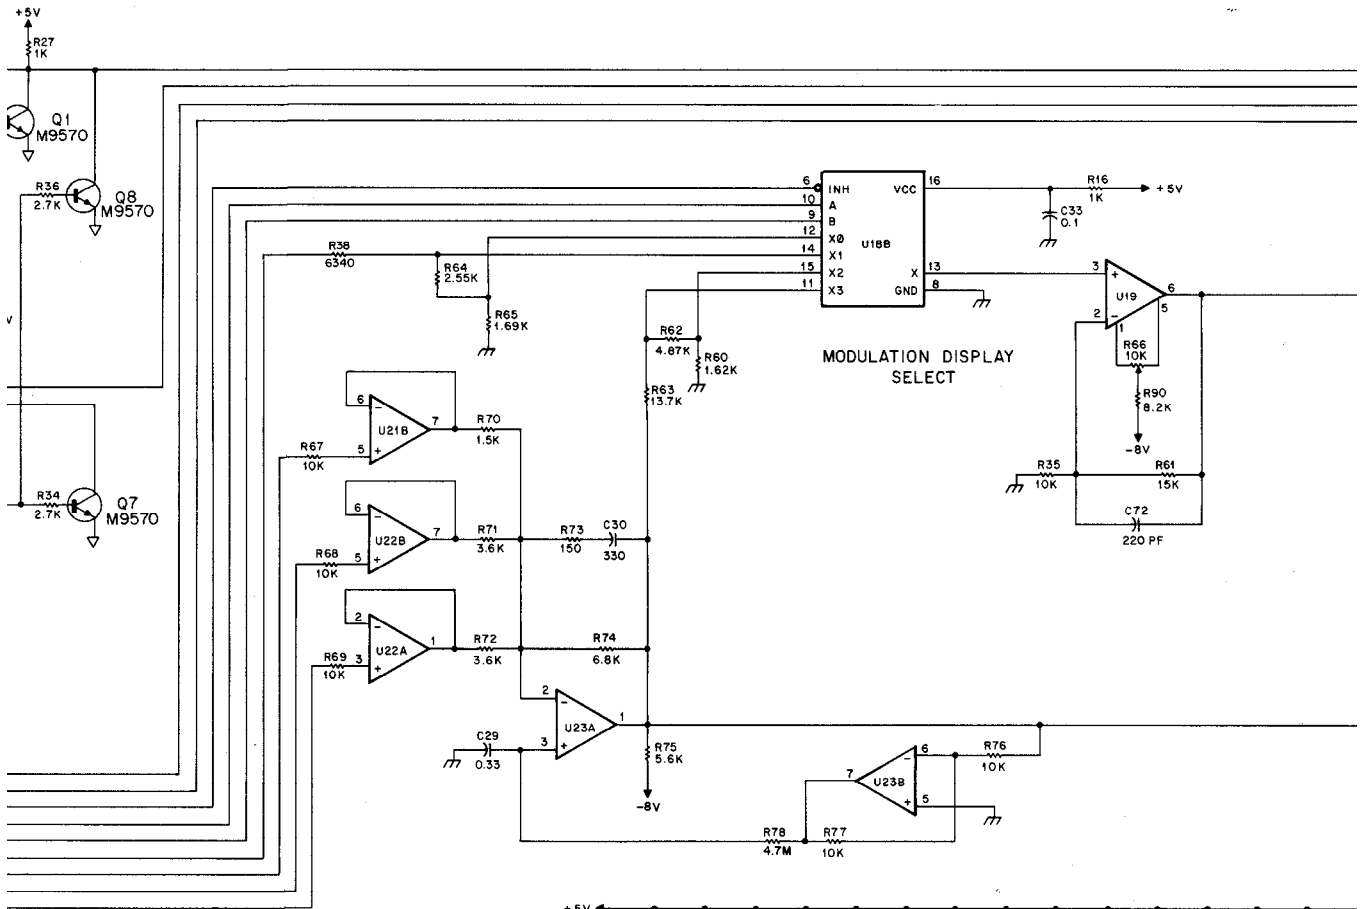 +5V
R27
1K
Q1
M9570
R36
2.7K
Q8
M9570
6 INH VCC 16
10 A
9 B
12 X0
14 X1
15 X2
11 X3
U18B
X 13
GND 8
R16
1K
+5V
C33
0.1
R38
6340
R64
2.55K
R65
1.69K
R62
4.87K
R60
1.62K
R63
13.7K
MODULATION DISPLAY
SELECT
3 +
2 -
U19
6
5
1
R66
10K
R90
8.2K
-8V
R35
10K
R61
15K
C72
220 PF
V
6 -
U21B
7
5 +
R70
1.5K
R67
10K
R34
2.7K
Q7
M9570
6 -
U22B
7
5 +
R71
3.6K
R73
150
C30
330
R68
10K
2 -
U22A
1
3 +
R72
3.6K
R74
6.8K
R69
10K
2 -
U23A
1
3 +
C29
0.33
R75
5.6K
-8V
7
U23B
- 6
+ 5
R76
10K
R78
4.7M
R77
10K
+5V